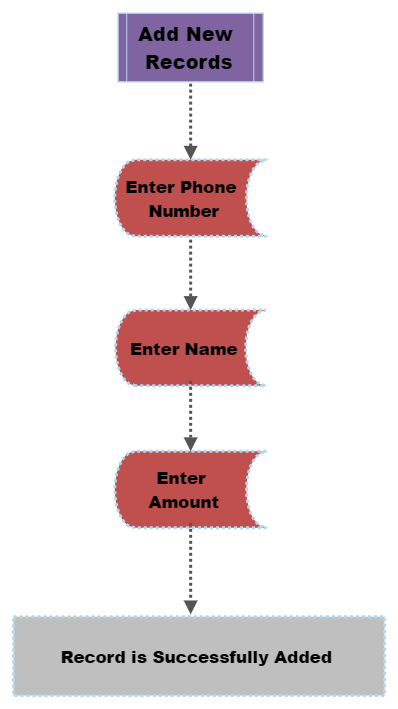 Add New
Records
Enter Phone
Number
Enter Name
Enter
Amount
Record is Successfully Added